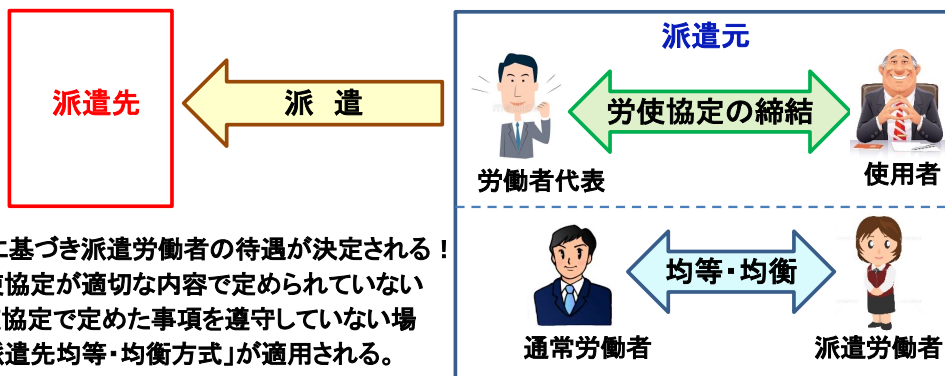 派遣元
派遣先
派 遣
労使協定の締結
労働者代表
使用者
に基づき派遣労働者の待遇が決定される！
協定が適切な内容で定められていない
協定で定めた事項を遵守していない場
遣先均等・均衡方式」が適用される。
均等・均衡
通常労働者
派遣労働者